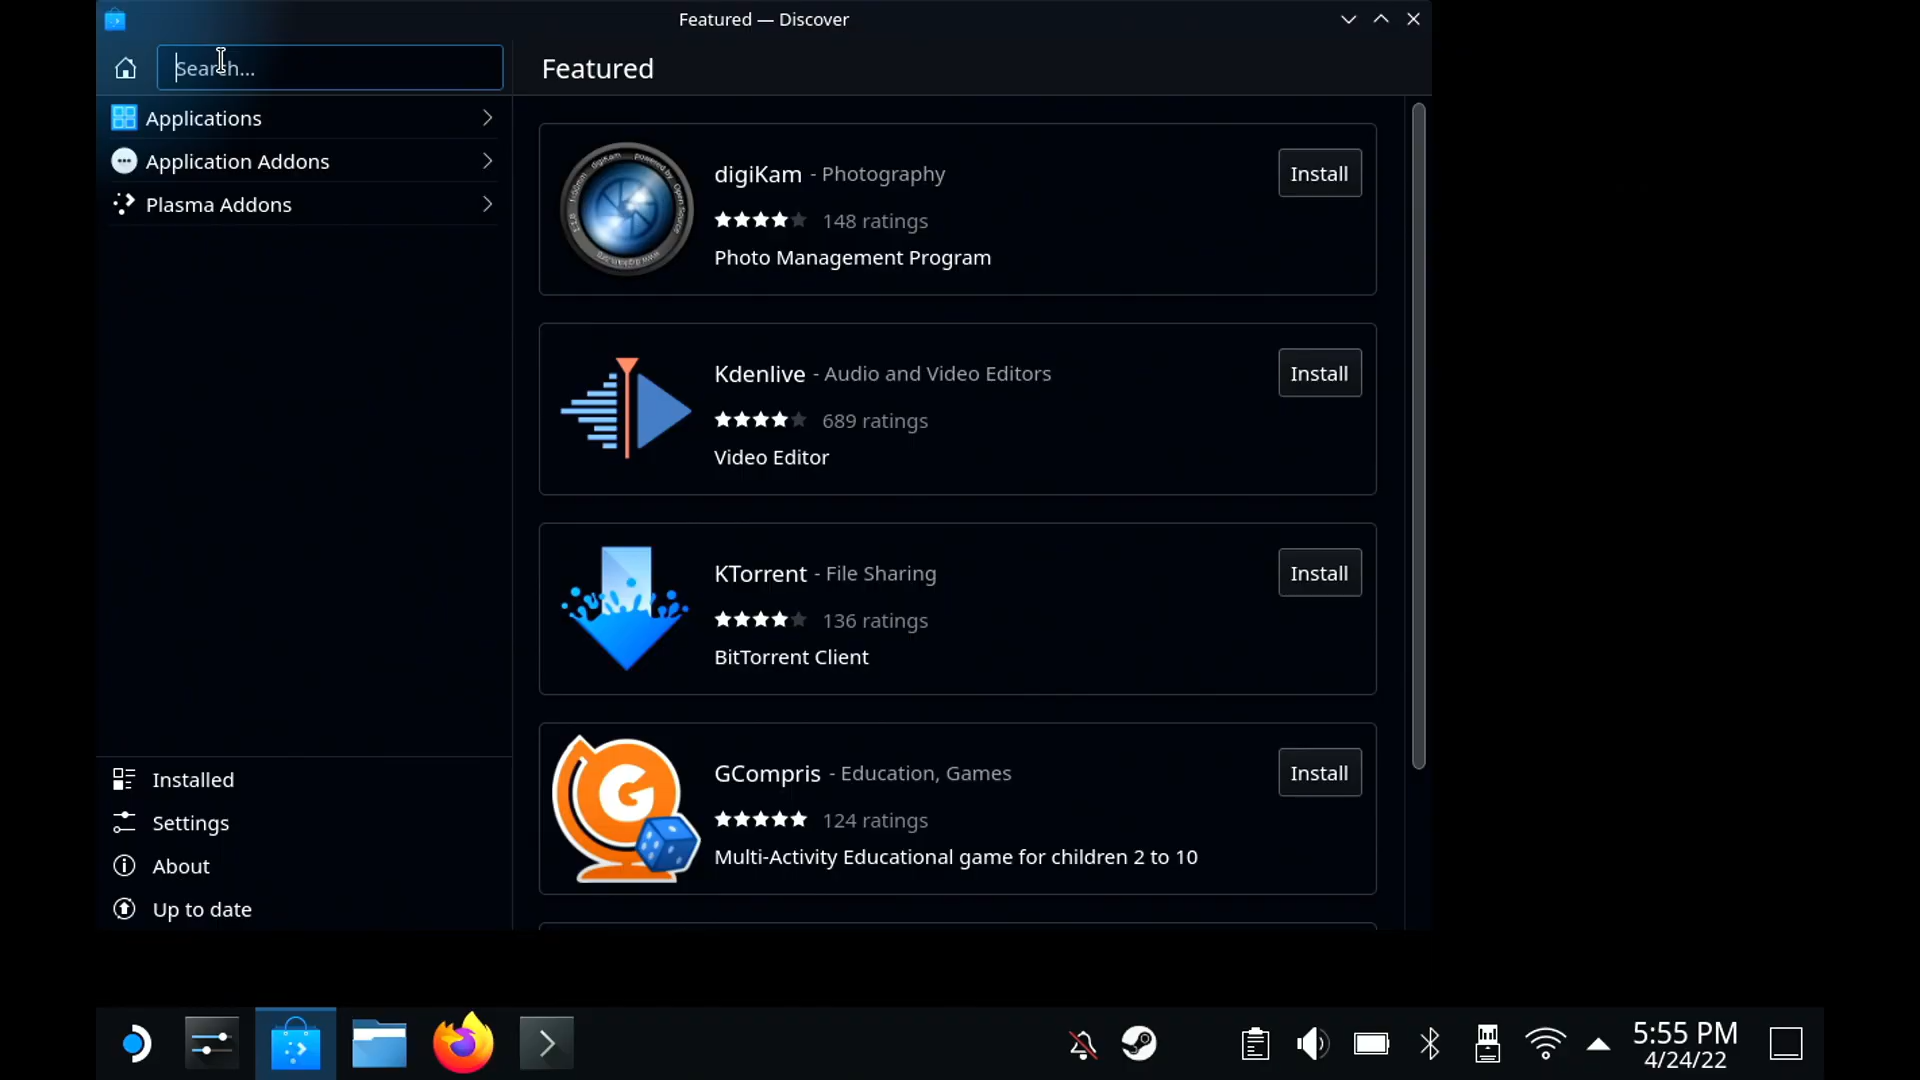 Featured — Discover
Search...
Featured
Applications
Application Addons
Plasma Addons
digiKam - Photography
148 ratings
Photo Management Program
Install
Kdenlive - Audio and Video Editors
689 ratings
Video Editor
Install
KTorrent - File Sharing
136 ratings
BitTorrent Client
Install
GCompris - Education, Games
124 ratings
Multi-Activity Educational game for children 2 to 10
Install
Installed
Settings
About
Up to date
5:55 PM
4/24/22